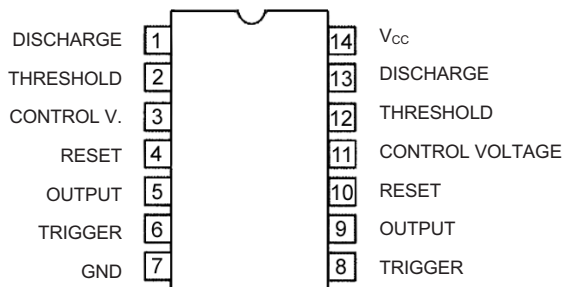 DISCHARGE 1 14 Vcc
THRESHOLD 2 13 DISCHARGE
CONTROL V. 3 12 THRESHOLD
RESET 4 11 CONTROL VOLTAGE
OUTPUT 5 10 RESET
TRIGGER 6 9 OUTPUT
GND 7 8 TRIGGER